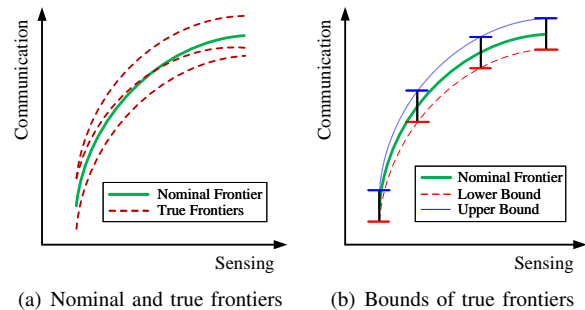 Communication
Nominal Frontier
True Frontiers
Sensing
(a) Nominal and true frontiers
Communication
Nominal Frontier
Lower Bound
Upper Bound
Sensing
(b) Bounds of true frontiers